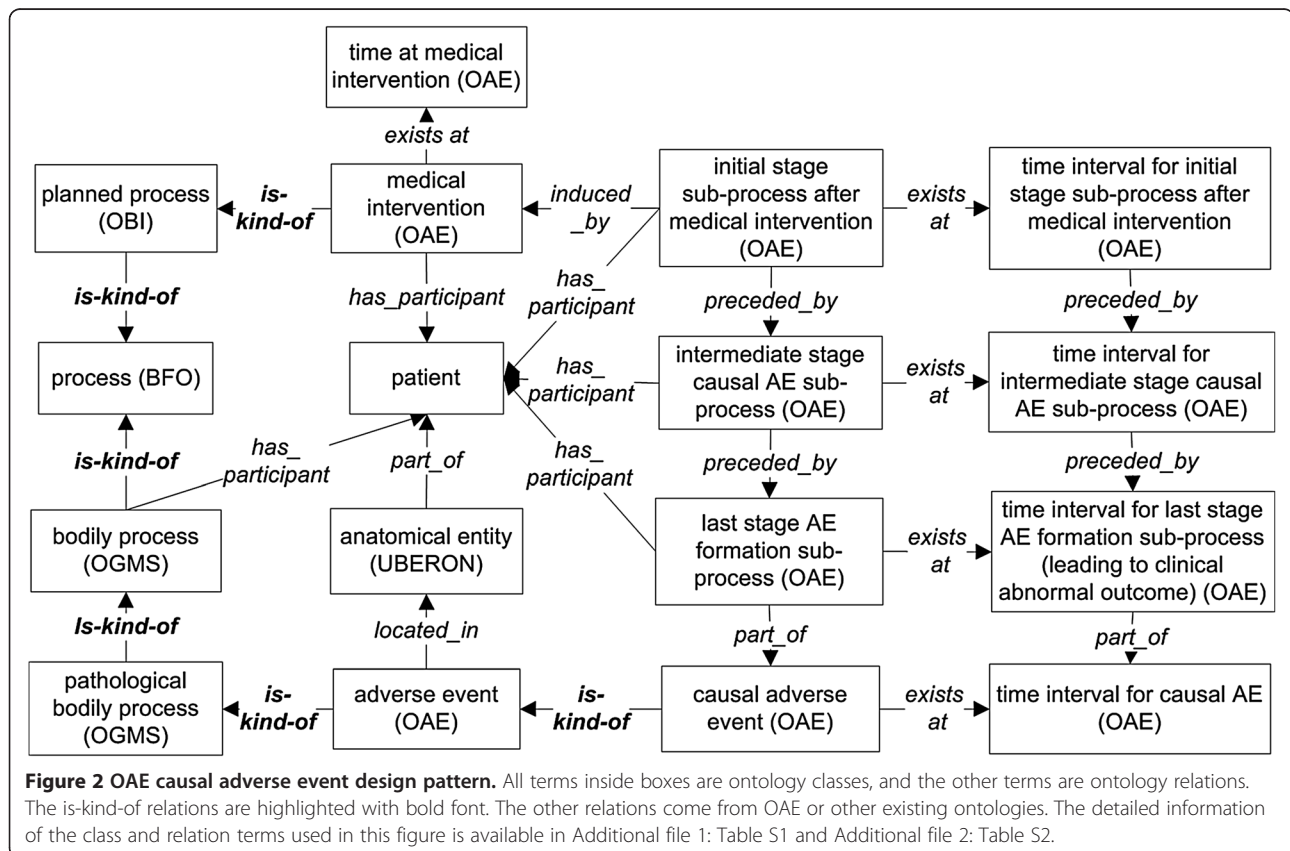 time at medical
intervention (OAE)
exists at
planned process
(OBI)
is-
kind-of
medical
intervention
(OAE)
induced
_by
initial stage
sub-process after
medical intervention
(OAE)
exists
at
time interval for initial
stage sub-process after
medical intervention
(OAE)
is-kind-of
has_participant
has_
participant
preceded_by
preceded_by
process (BFO)
patient
has_
participant
intermediate stage
causal AE sub-
process (OAE)
exists
at
time interval for
intermediate stage causal
AE sub-process (OAE)
is-kind-of
has_
participant
part_of
has_
participant
preceded_by
preceded_by
bodily process
(OGMS)
anatomical entity
(UBERON)
last stage AE
formation sub-
process (OAE)
exists
at
time interval for last stage
AE formation sub-process
(leading to clinical
abnormal outcome) (OAE)
Is-kind-of
located_in
part_of
part_of
pathological
bodily process
(OGMS)
is-
kind-of
adverse event
(OAE)
is-
kind-of
causal adverse
event (OAE)
exists
at
time interval for causal AE
(OAE)
Figure 2 OAE causal adverse event design pattern. All terms inside boxes are ontology classes, and the other terms are ontology relations.
The is-kind-of relations are highlighted with bold font. The other relations come from OAE or other existing ontologies. The detailed information
of the class and relation terms used in this figure is available in Additional file 1: Table S1 and Additional file 2: Table S2.